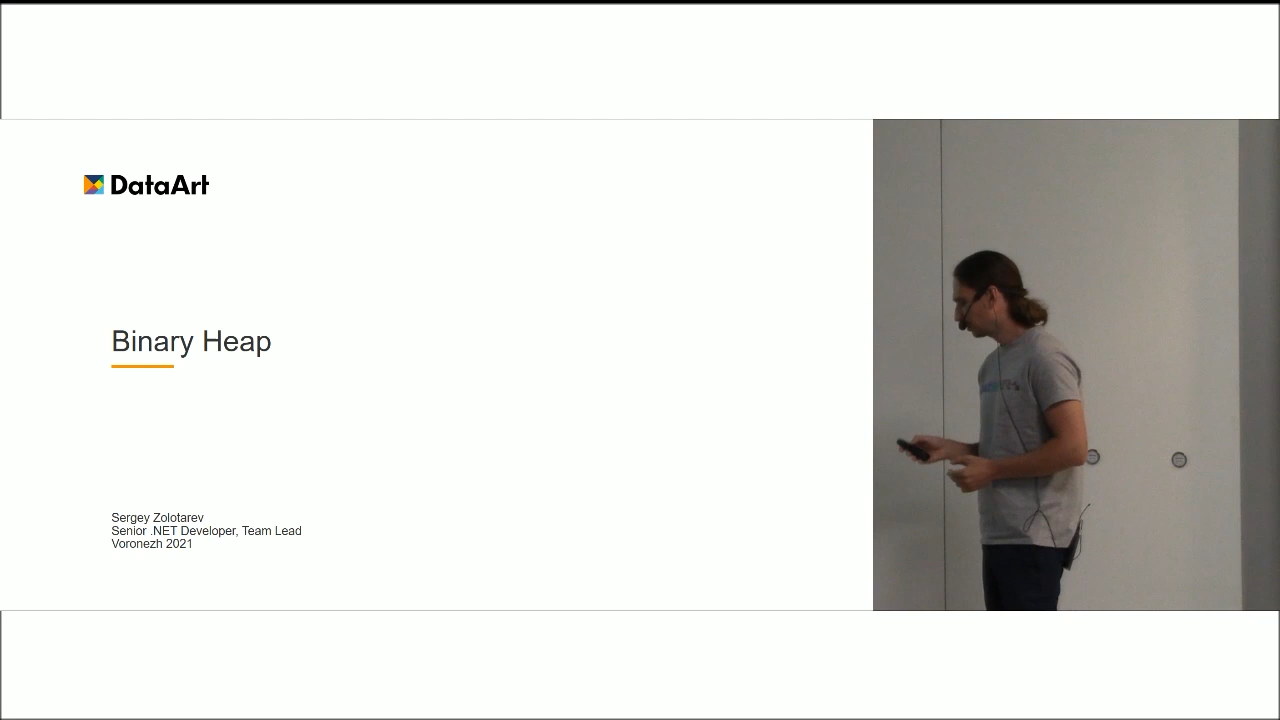 DataArt
Binary Heap
Sergey Zolotarev
Senior .NET Developer, Team Lead
Voronezh 2021